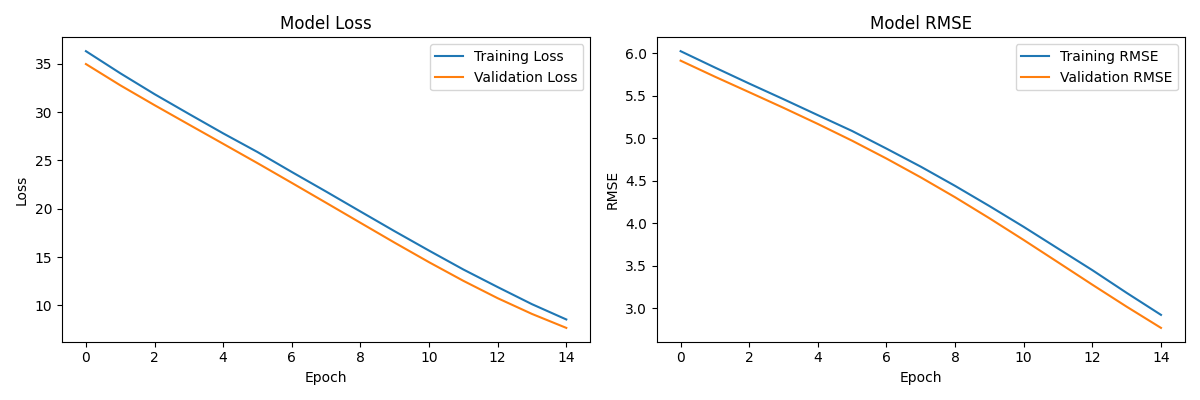 Model Loss
Training Loss
Validation Loss
35
30
25
20
15
10
Loss
0 2 4 6 8 10 12 14
Epoch
Model RMSE
Training RMSE
Validation RMSE
6.0
5.5
5.0
4.5
4.0
3.5
3.0
RMSE
0 2 4 6 8 10 12 14
Epoch